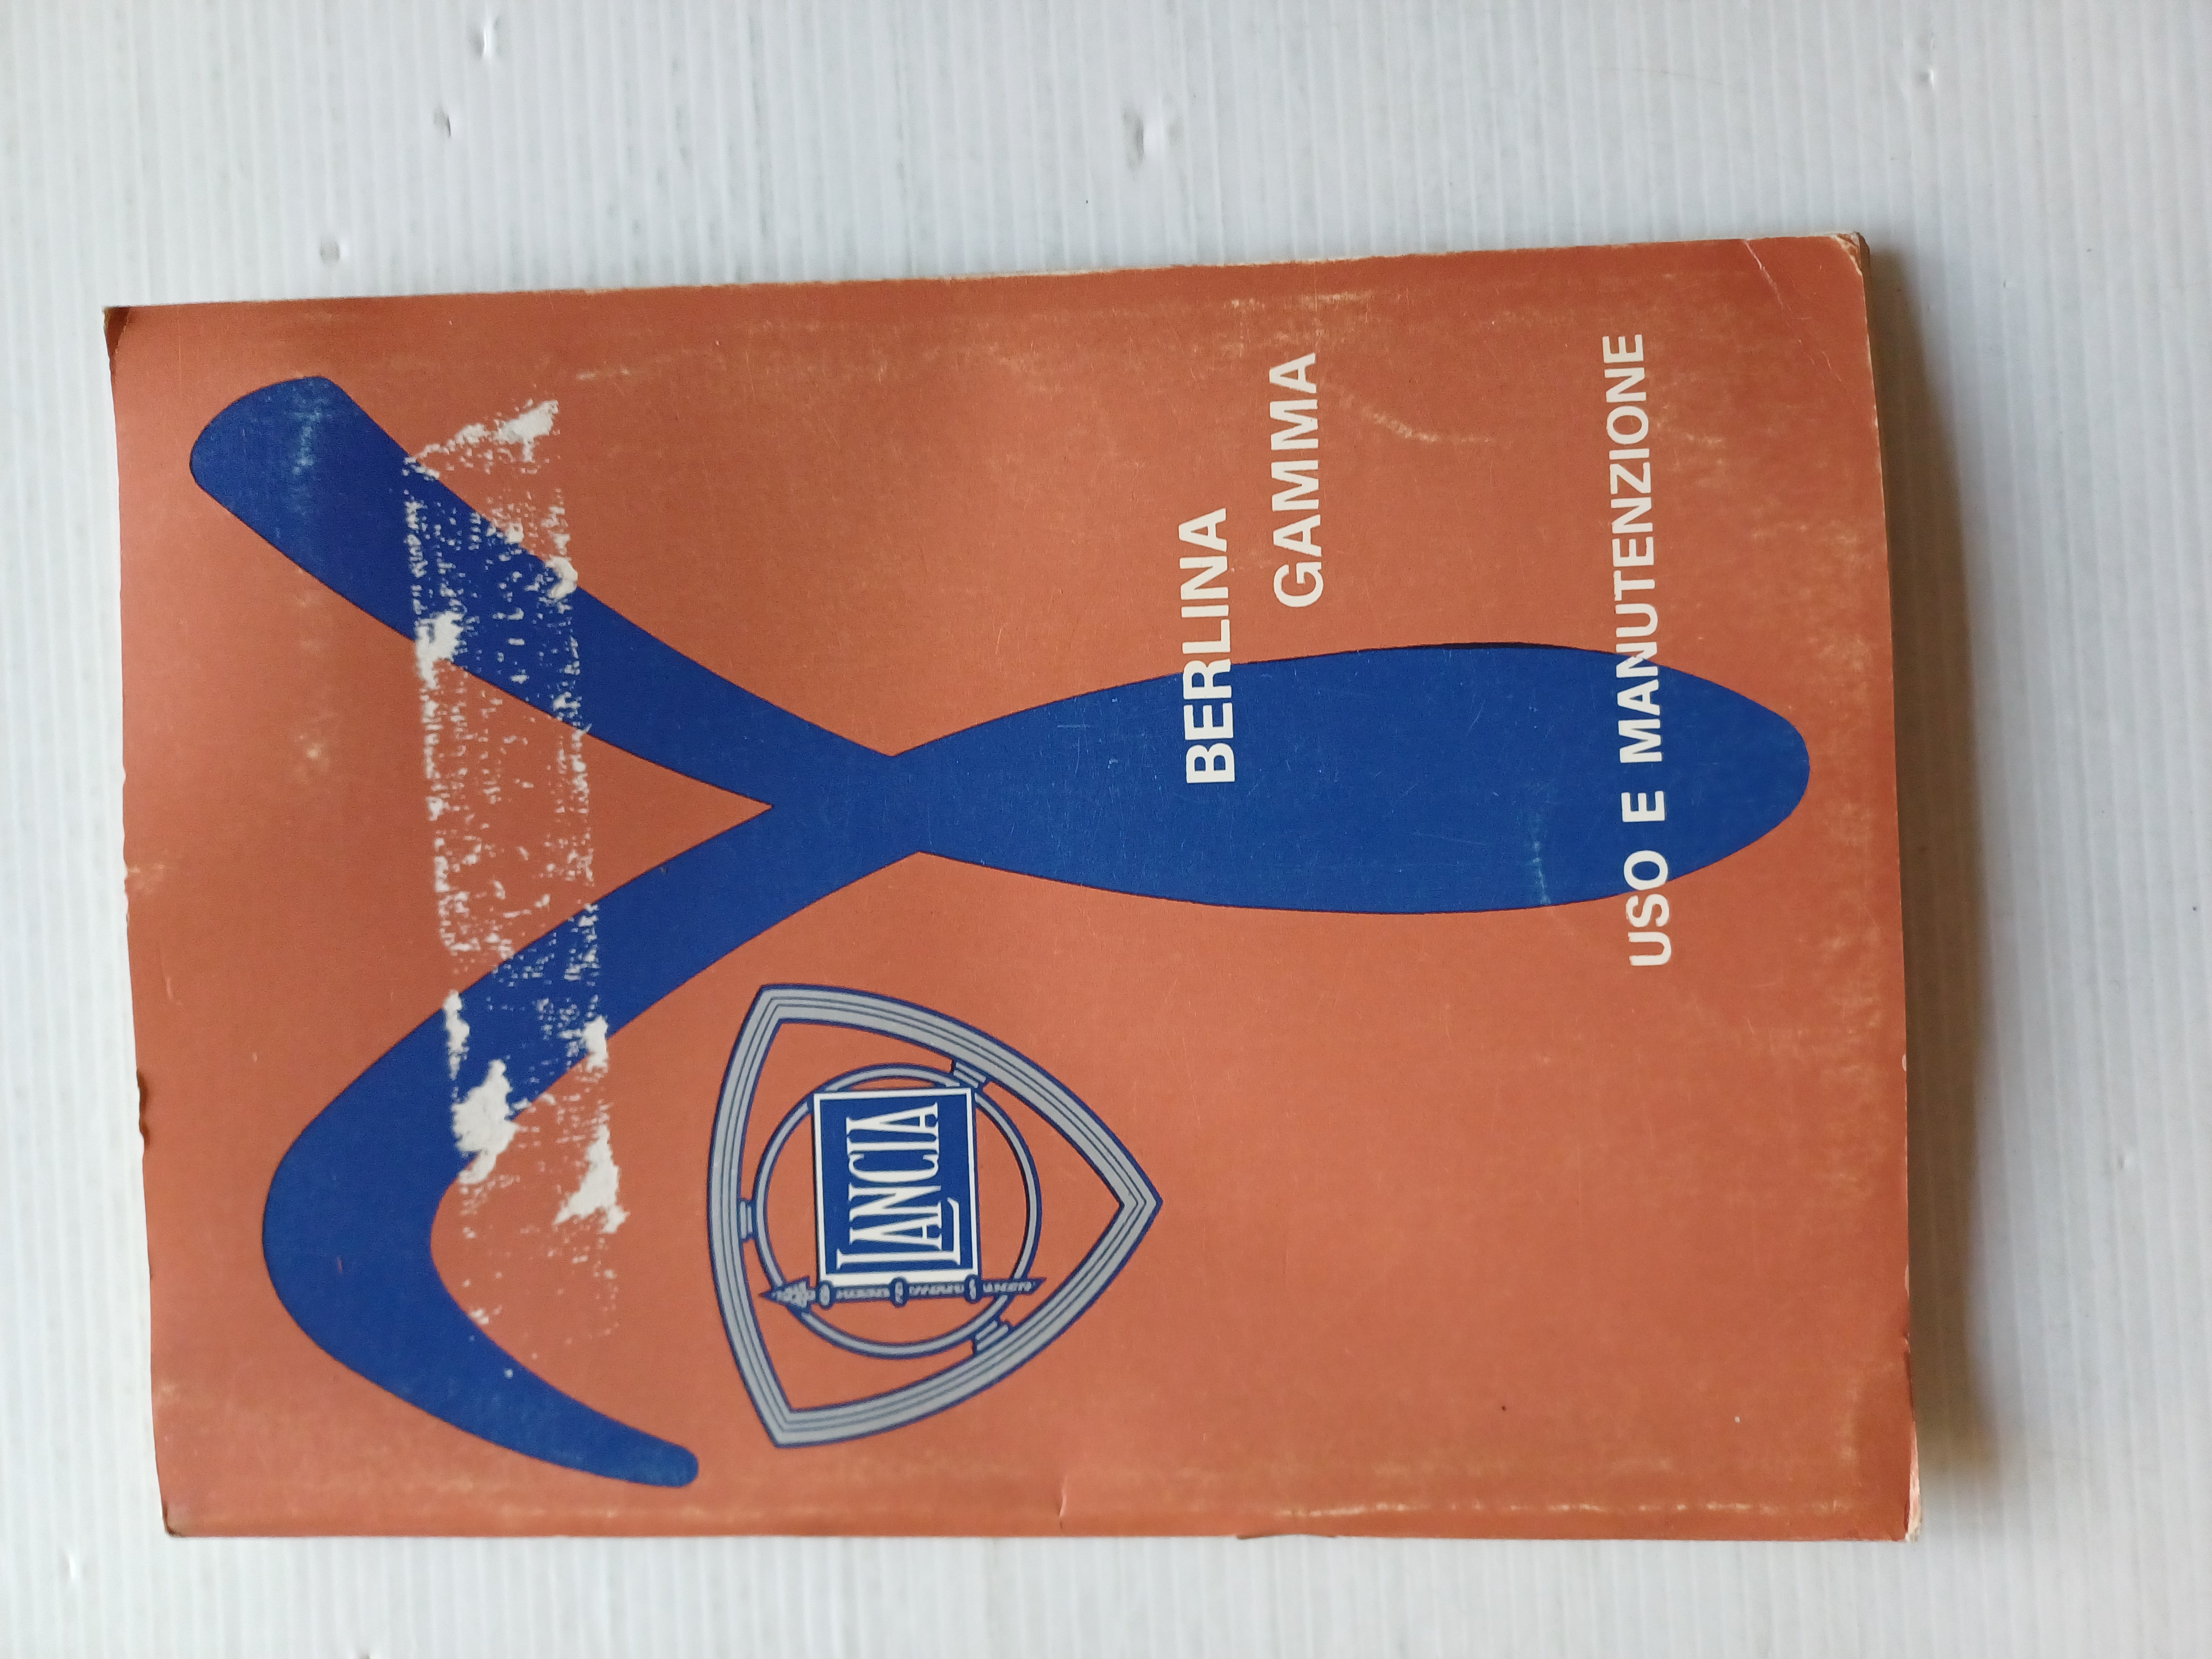 LANCIA
BERLINA
GAMMA
USO E MANUTENZIONE